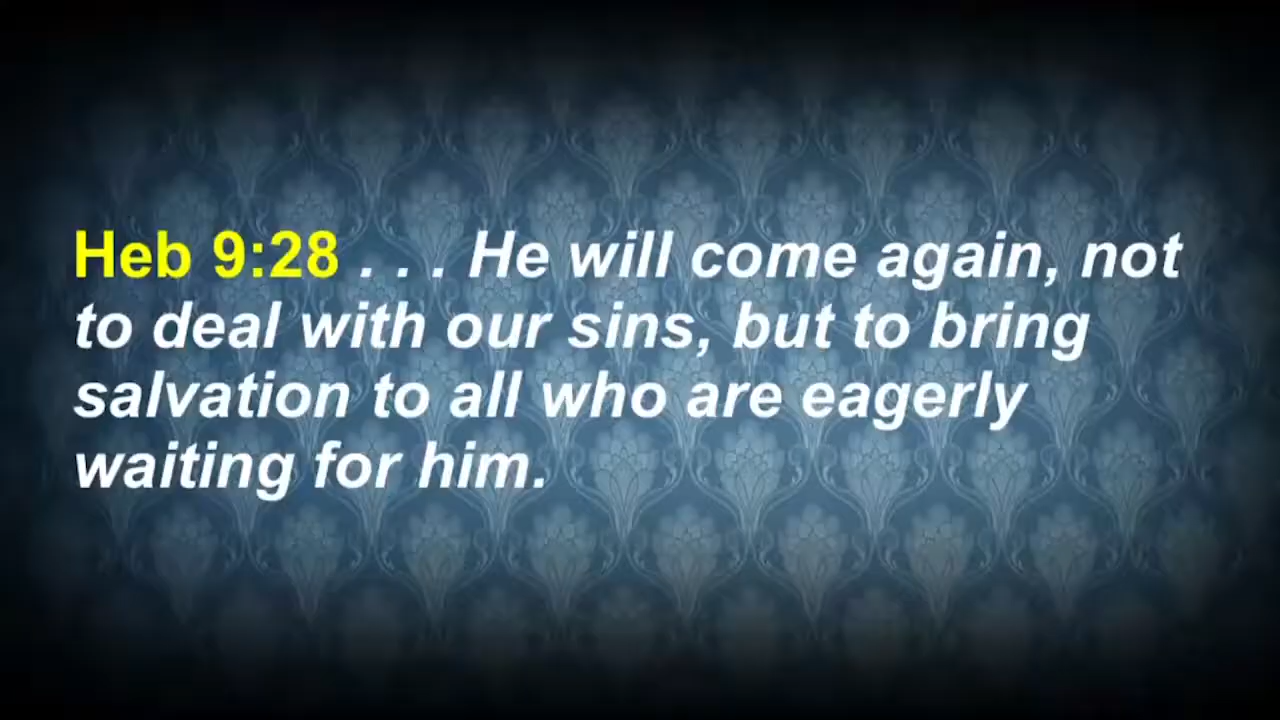 Heb 9:28 . . . He will come again, not
to deal with our sins, but to bring
salvation to all who are eagerly
waiting for him.